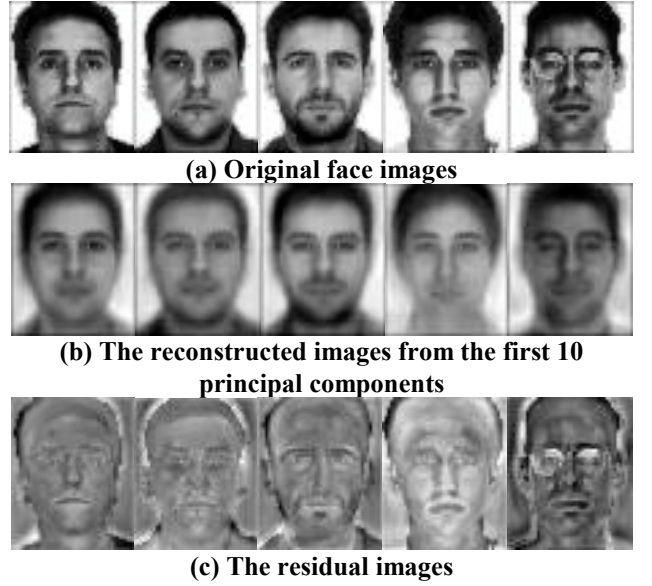 (a) Original face images
(b) The reconstructed images from the first 10
principal components
(c) The residual images